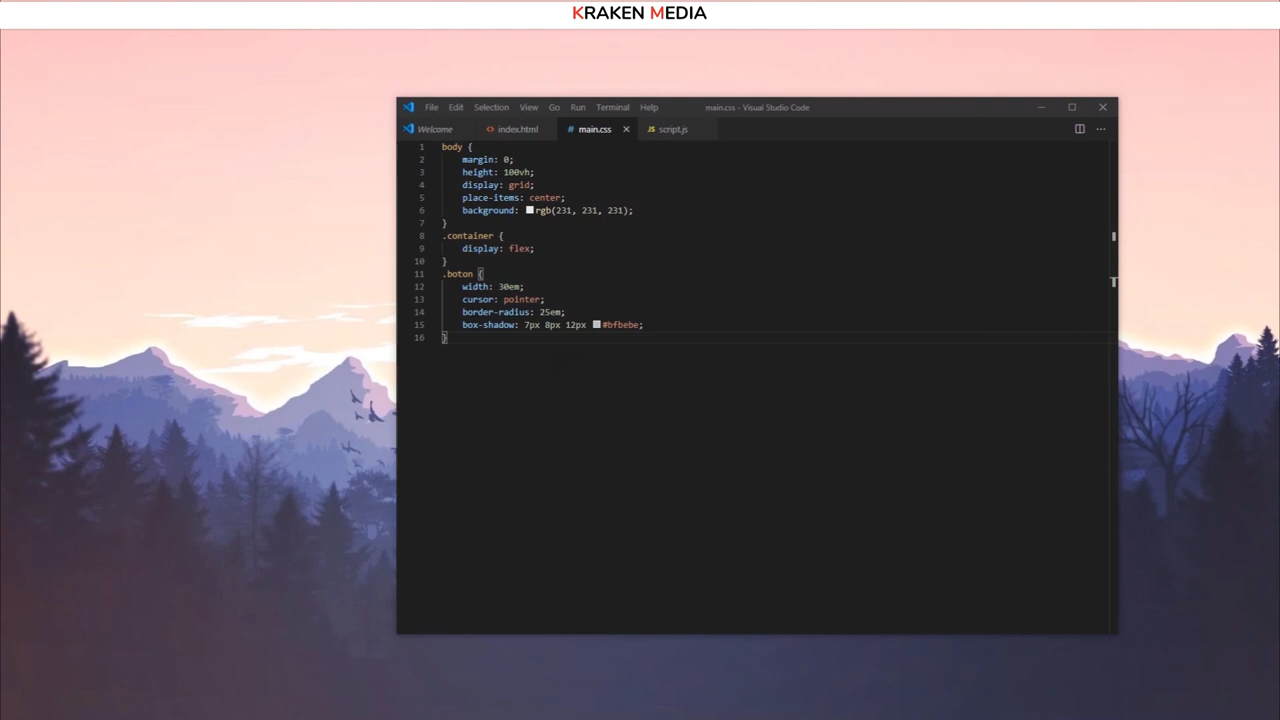 KRAKEN MEDIA
File Edit Selection View Go Run Terminal Help main.css - Visual Studio Code
Welcome <> index.html # main.css JS script.js
1 body {
2 margin: 0;
3 height: 100vh;
4 display: grid;
5 place-items: center;
6 background: rgb(231, 231, 231);
7 }
8 .container {
9 display: flex;
10 }
11 .boton {
12 width: 30em;
13 cursor: pointer;
14 border-radius: 25em;
15 box-shadow: 7px 8px 12px #bfbebe;
16 }